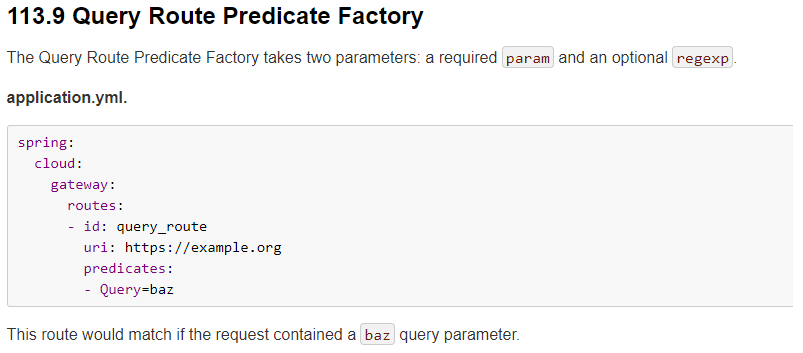 113.9 Query Route Predicate Factory
The Query Route Predicate Factory takes two parameters: a required param and an optional regexp.
application.yml.
spring:
  cloud:
    gateway:
      routes:
      - id: query_route
        uri: https://example.org
        predicates:
        - Query=baz
This route would match if the request contained a baz query parameter.